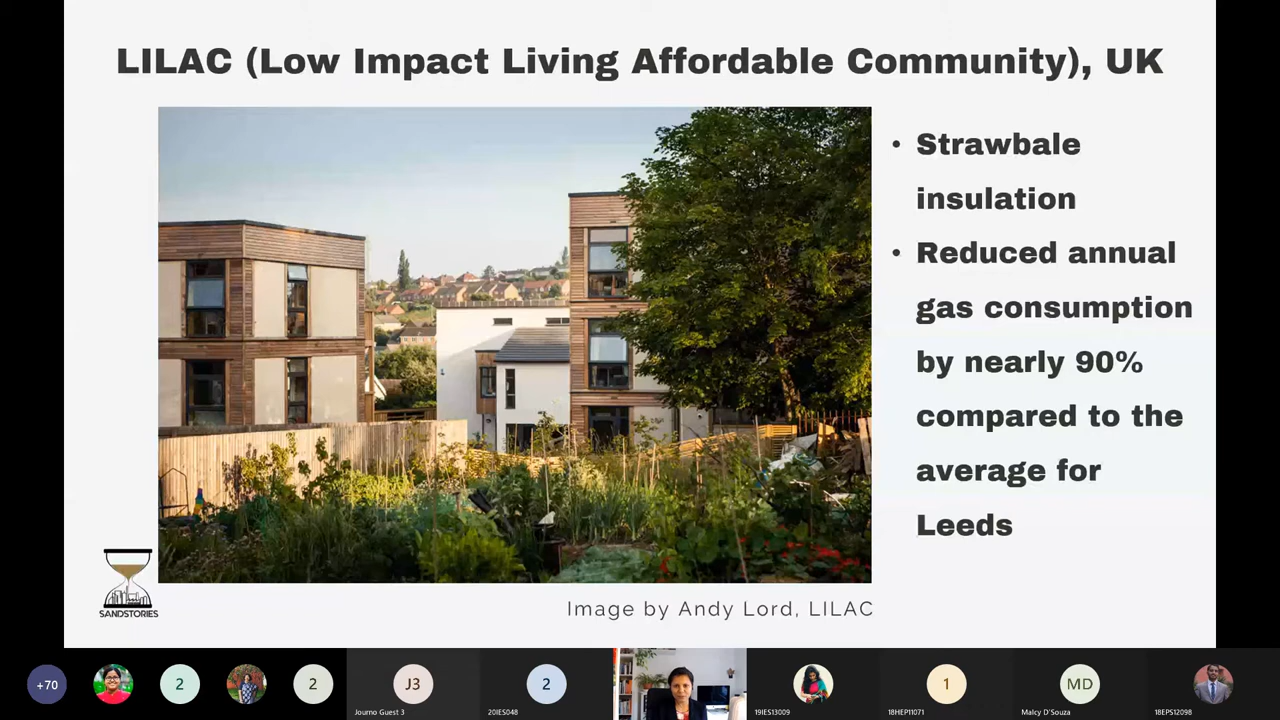 LILAC (Low Impact Living Affordable Community), UK
• Strawbale
insulation
• Reduced annual
gas consumption
by nearly 90%
compared to the
average for
Leeds
SANDSTORIES
Image by Andy Lord, LILAC
+70
2
2
J3
2
1
MD
Journo Guest 3
20IES048
19IES13009
18HEP11071
Malcy D'Souza
18EPS12098